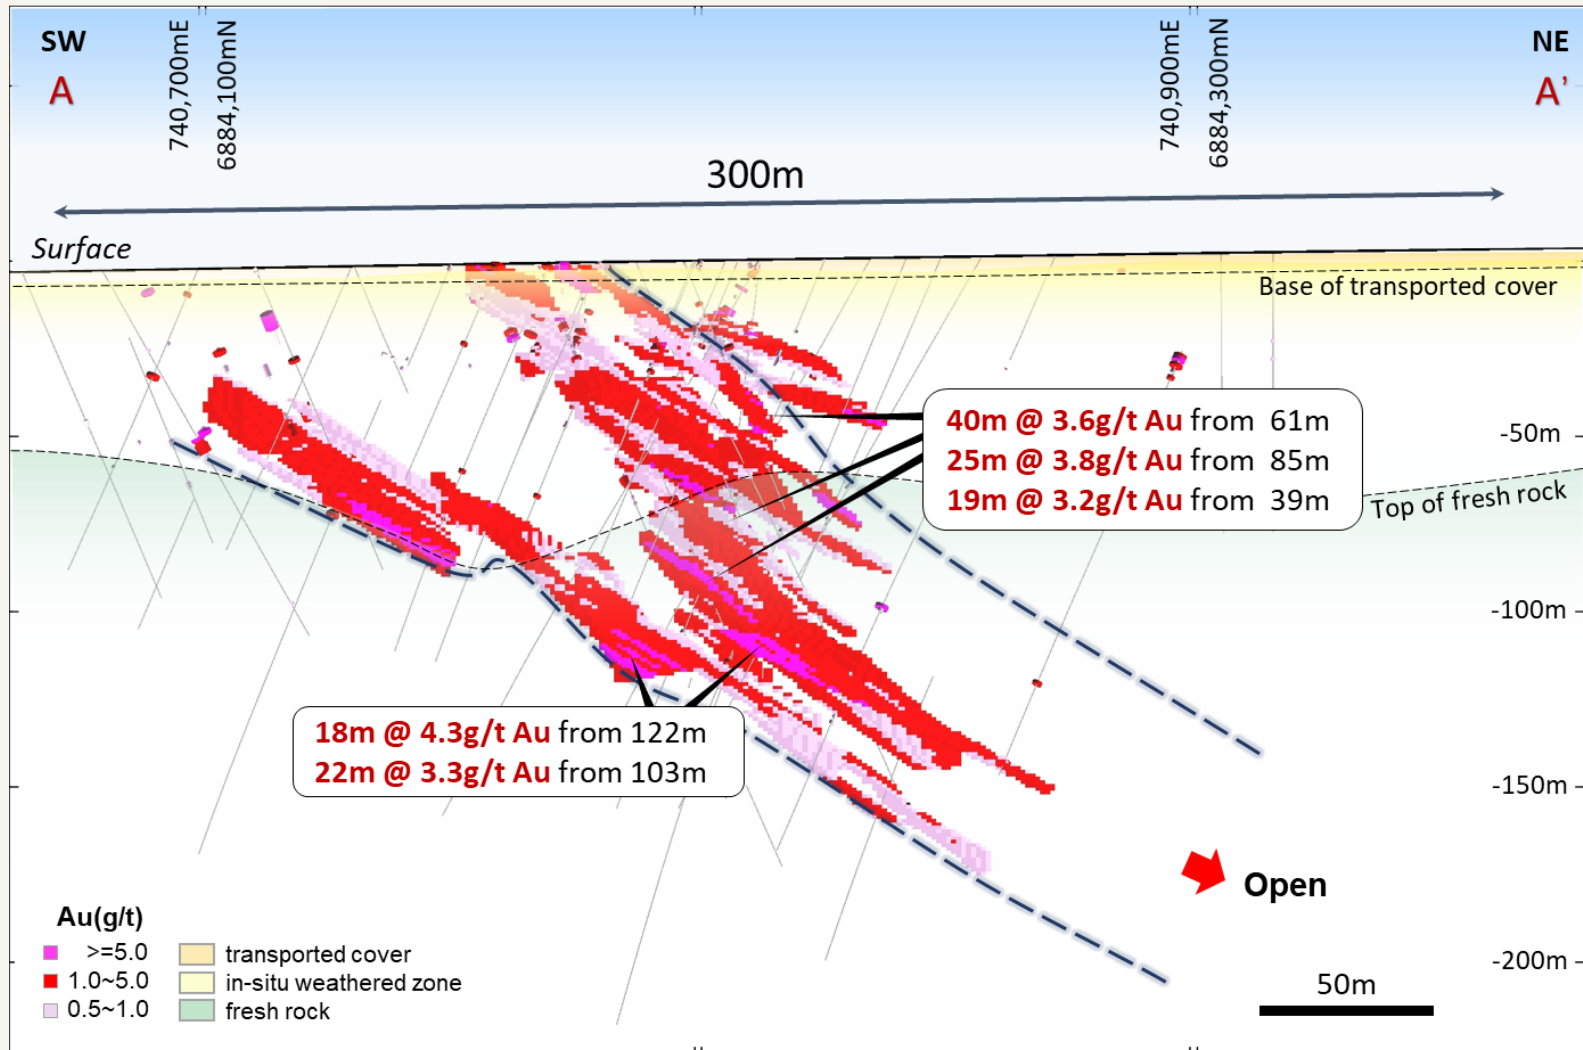 SW
A
740,700mE
6884,100mN
740,900mE
6884,300mN
NE
A'
300m
Surface
Base of transported cover
40m @ 3.6g/t Au from 61m
25m @ 3.8g/t Au from 85m
19m @ 3.2g/t Au from 39m
-50m
Top of fresh rock
-100m
18m @ 4.3g/t Au from 122m
22m @ 3.3g/t Au from 103m
-150m
Open
-200m
50m
Au(g/t)
>=5.0
1.0~5.0
0.5~1.0
transported cover
in-situ weathered zone
fresh rock